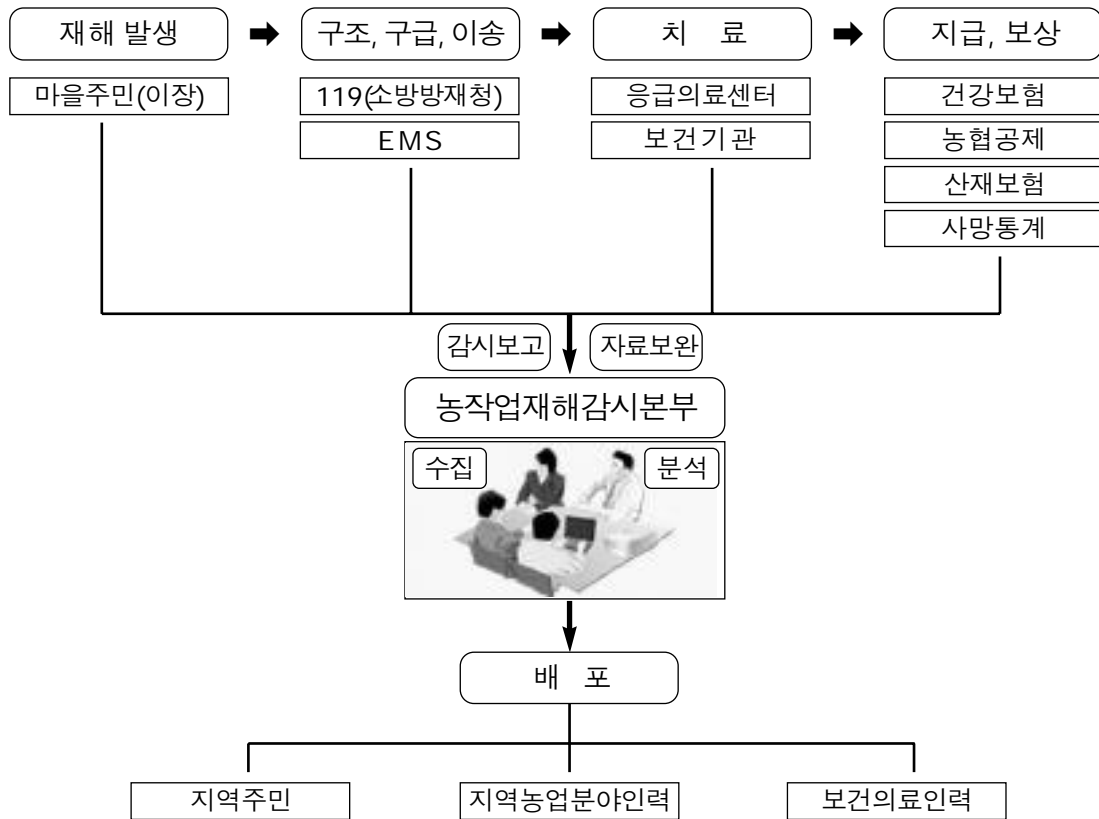 재해 발생
구조, 구급, 이송
치 료
지급, 보상
마을주민(이장)
119(소방방재청)
응급의료센터
건강보험
EMS
보건기관
농협공제
산재보험
사망통계
감시보고
자료보완
농작업재해감시본부
수집
분석
배 포
지역주민
지역농업분야인력
보건의료인력